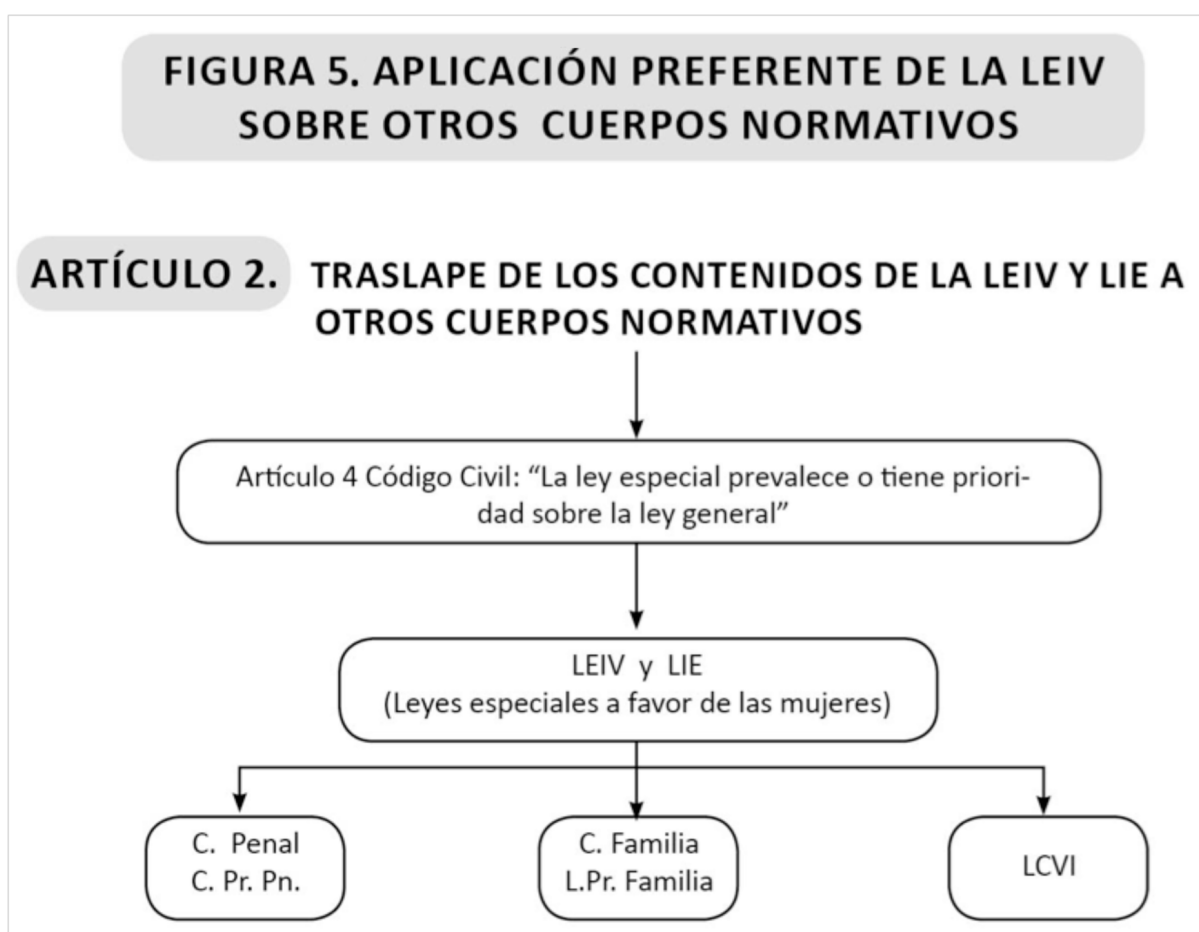 FIGURA 5. APLICACIÓN PREFERENTE DE LA LEIV
SOBRE OTROS CUERPOS NORMATIVOS
ARTÍCULO 2. TRASLAPE DE LOS CONTENIDOS DE LA LEIV Y LIE A
OTROS CUERPOS NORMATIVOS
Artículo 4 Código Civil: “La ley especial prevalece o tiene priori-
dad sobre la ley general”
LEIV y LIE
(Leyes especiales a favor de las mujeres)
C. Penal
C. Pr. Pn.
C. Familia
L.Pr. Familia
LCVI